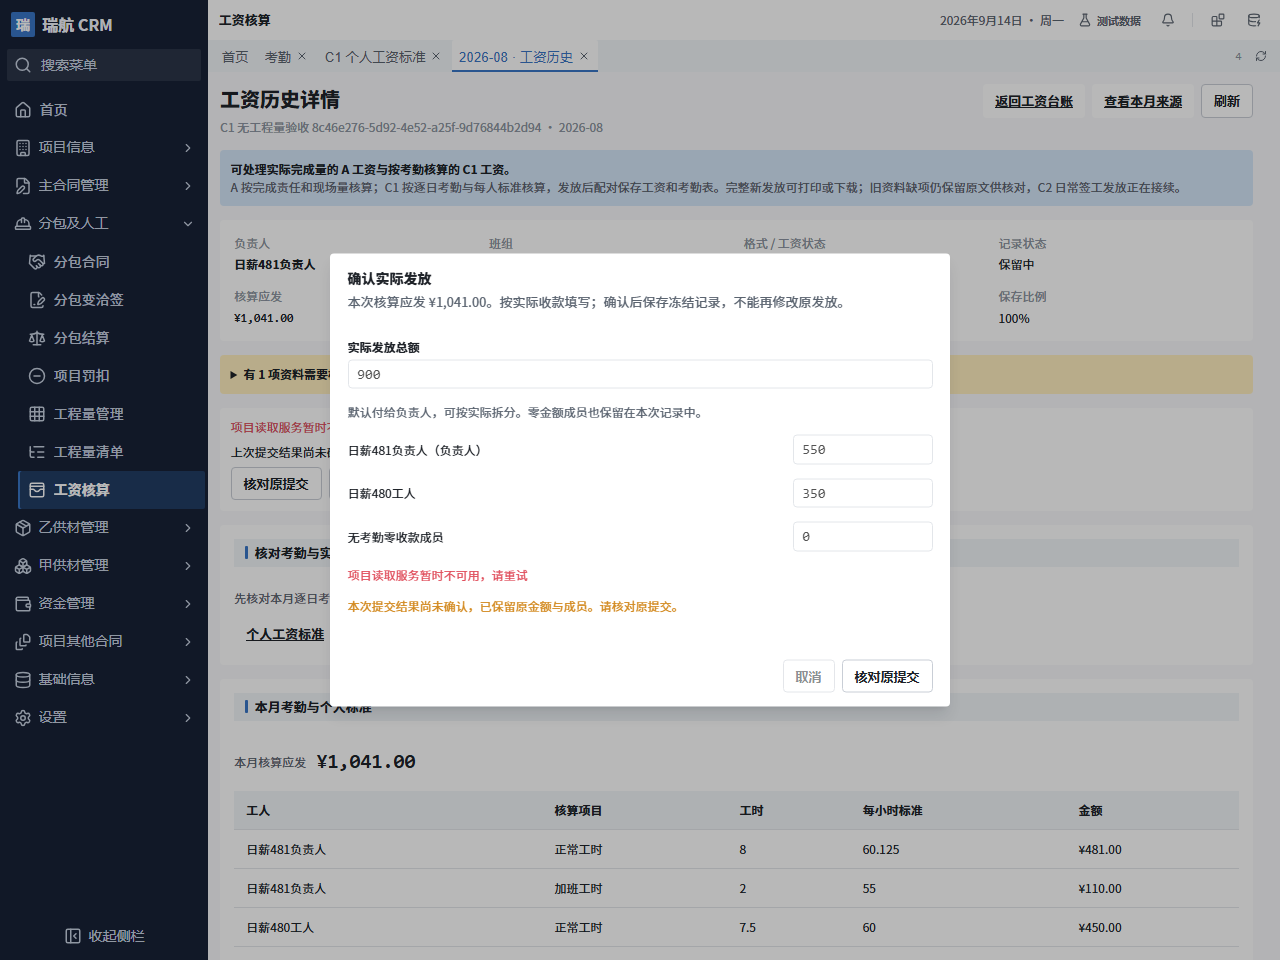 瑞 瑞航 CRM
搜索菜单
首页
项目信息
主合同管理
分包及人工
分包合同
分包变洽签
分包结算
项目罚扣
工程量管理
工程量清单
工资核算
乙供材管理
甲供材管理
资金管理
项目其他合同
基础信息
设置
收起侧栏
工资核算
2026年9月14日 · 周一 测试数据
首页 考勤 C1 个人工资标准 2026-08 · 工资历史 4
工资历史详情
返回工资台账 查看本月来源 刷新
C1 无工程量验收 8c46e276-5d92-4e52-a25f-9d76844b2d94 · 2026-08
可处理实际完成量的 A 工资与按考勤核算的 C1 工资。
A 按完成责任和现场量核算；C1 按逐日考勤与每人标准核算，发放后配对保存工资和考勤表。完整新发放可打印或下载；旧资料缺项仍保留原文供核对，C2 日常签工发放正在接续。
负责人 班组 格式 / 工资状态 记录状态
日薪481负责人 保留中
核算应发 保存比例
¥1,041.00 100%
有 1 项资料需要
项目读取服务暂时
上次提交结果尚未
核对原提交
核对考勤与实
先核对本月逐日考
个人工资标准
确认实际发放
本次核算应发 ¥1,041.00。按实际收款填写；确认后保存冻结记录，不能再修改原发放。
实际发放总额
900
默认付给负责人，可按实际拆分。零金额成员也保留在本次记录中。
日薪481负责人（负责人） 550
日薪480工人 350
无考勤零收款成员 0
项目读取服务暂时不可用，请重试
本次提交结果尚未确认，已保留原金额与成员。请核对原提交。
取消 核对原提交
本月考勤与个人标准
本月核算应发 ¥1,041.00
工人 核算项目 工时 每小时标准 金额
日薪481负责人 正常工时 8 60.125 ¥481.00
日薪481负责人 加班工时 2 55 ¥110.00
日薪480工人 正常工时 7.5 60 ¥450.00